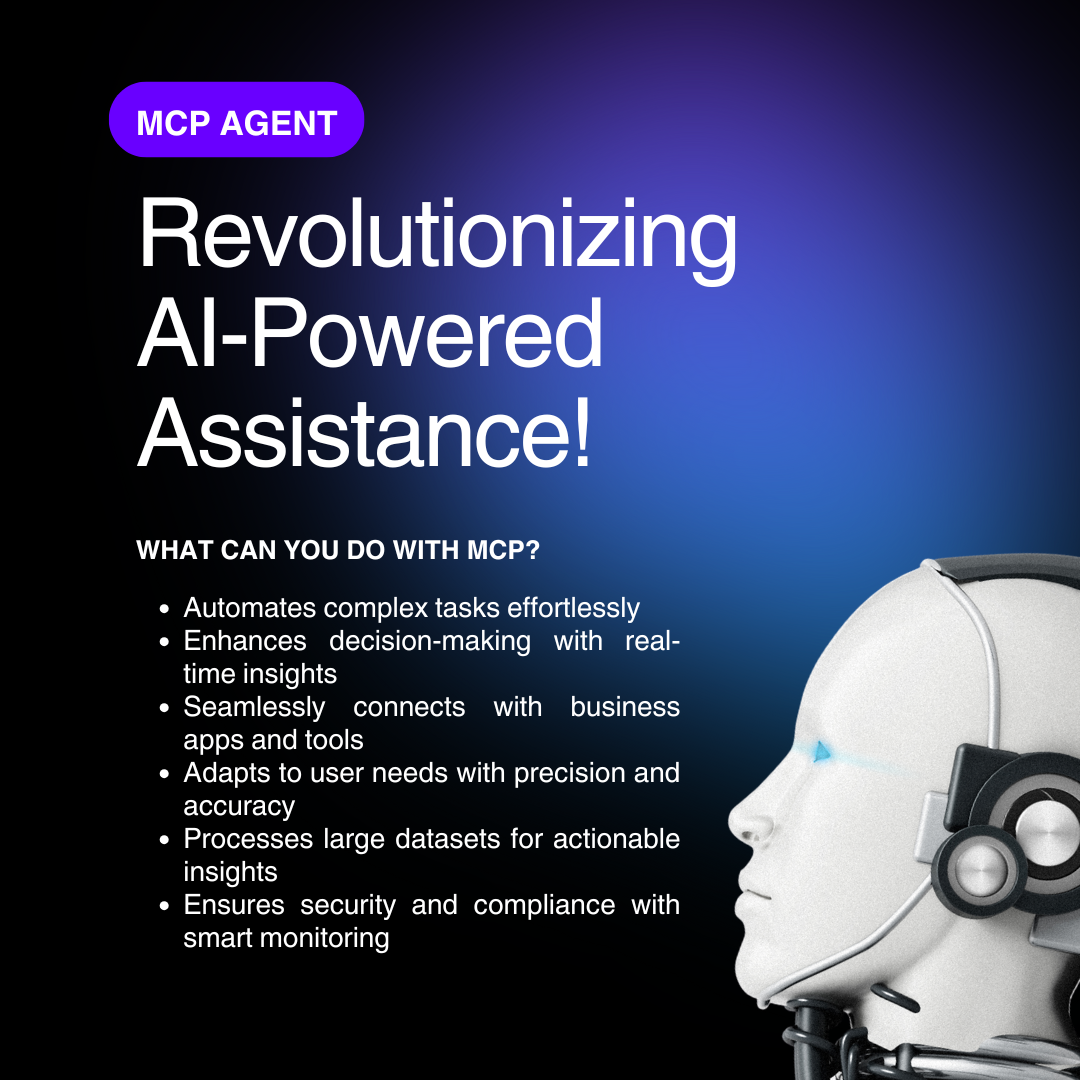 MCP AGENT
Revolutionizing
AI-Powered
Assistance!
WHAT CAN YOU DO WITH MCP?
• Automates complex tasks effortlessly
• Enhances decision-making with real-
time insights
• Seamlessly connects with business
apps and tools
• Adapts to user needs with precision and
accuracy
• Processes large datasets for actionable
insights
• Ensures security and compliance with
smart monitoring